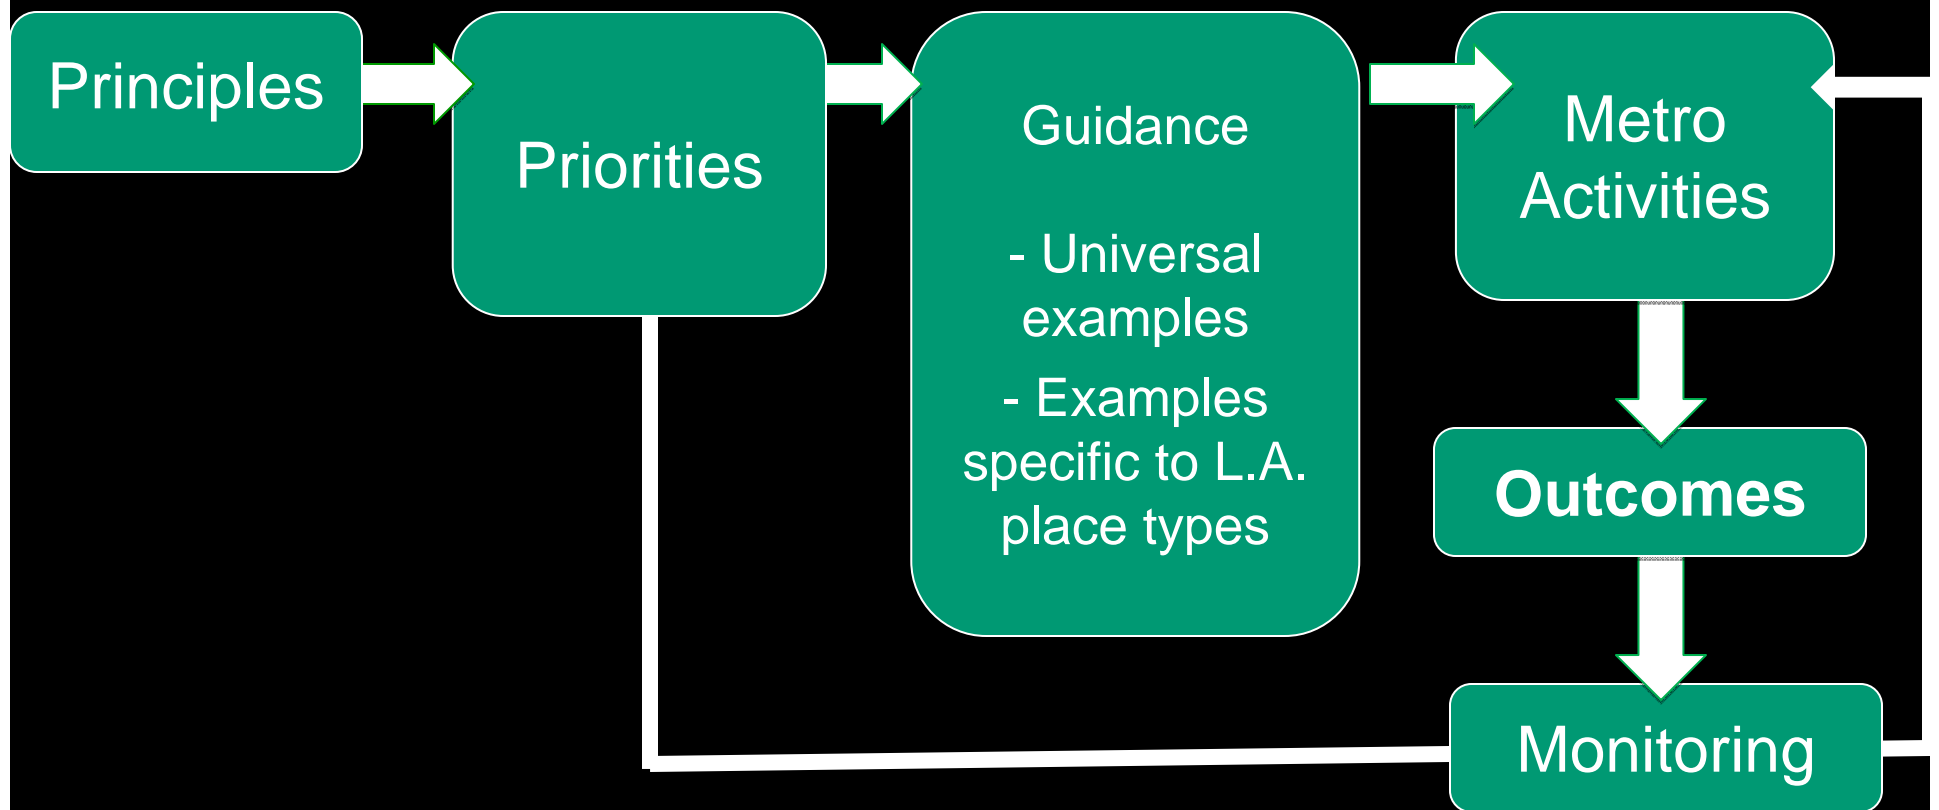 Principles
Priorities
Guidance
- Universal
examples
- Examples
specific to L.A.
place types
Metro
Activities
Outcomes
Monitoring